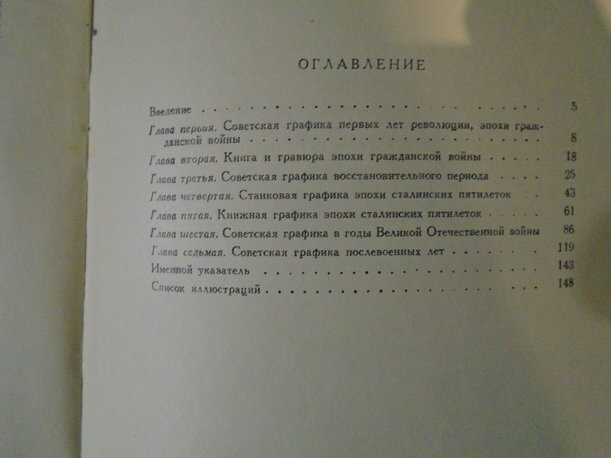 ОГЛАВЛЕНИЕ
Введение . . . . . . . . . . . . . . . . . . 5
Глава первая. Советская графика первых лет революции, эпохи граж-
данской войны . . . . . . . . . . . . . . . . 8
Глава вторая. Книга и гравюра эпохи гражданской войны . . . . . 18
Глава третья. Советская графика восстановительного периода . . . . 25
Глава четвертая. Станковая графика эпохи сталинских пятилеток . . 43
Глава пятая. Книжная графика эпохи сталинских пятилеток . . . . . 61
Глава шестая. Советская графика в годы Великой Отечественной войны 86
Глава седьмая. Советская графика послевоенных лет . . . . . . . 119
Именной указатель . . . . . . . . . . . . . . . 143
Список иллюстраций . . . . . . . . . . . . . . . 148